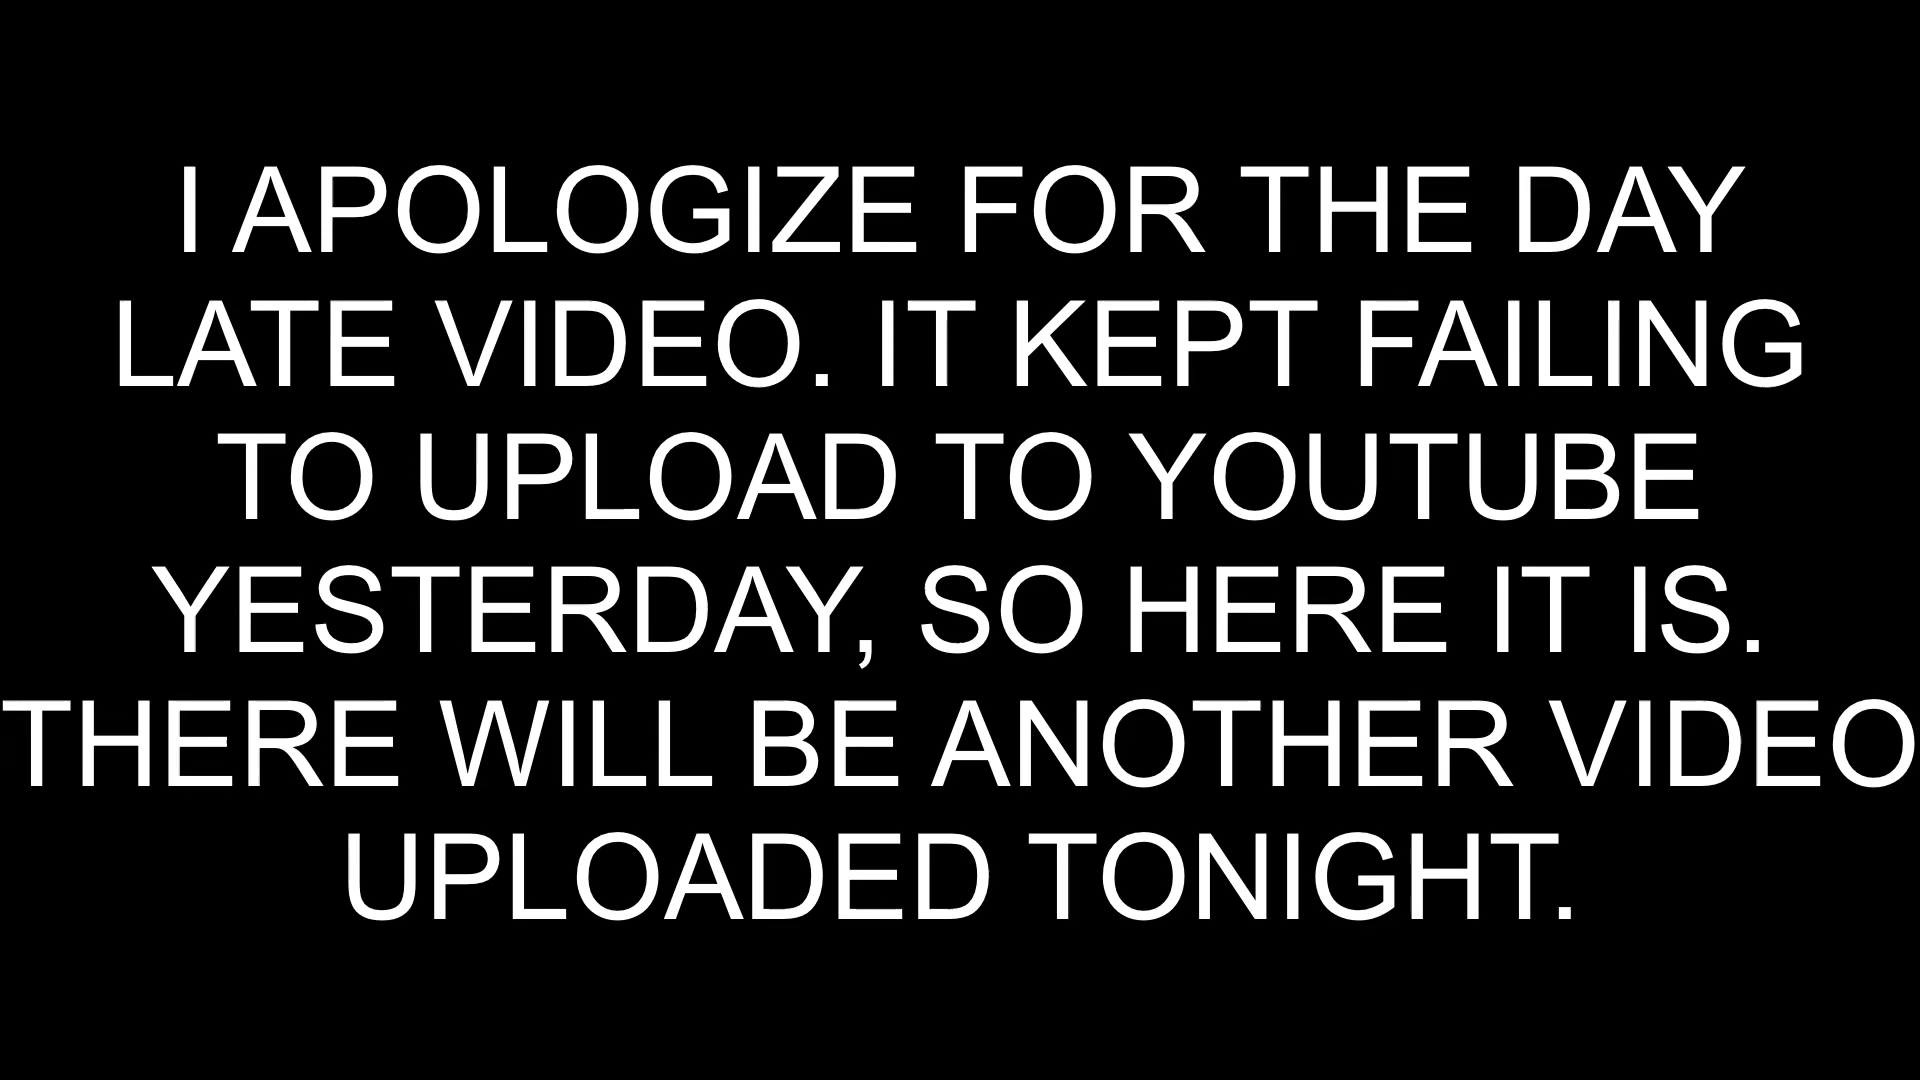 I APOLOGIZE FOR THE DAY
LATE VIDEO. IT KEPT FAILING
TO UPLOAD TO YOUTUBE
YESTERDAY, SO HERE IT IS.
THERE WILL BE ANOTHER VIDEO
UPLOADED TONIGHT.